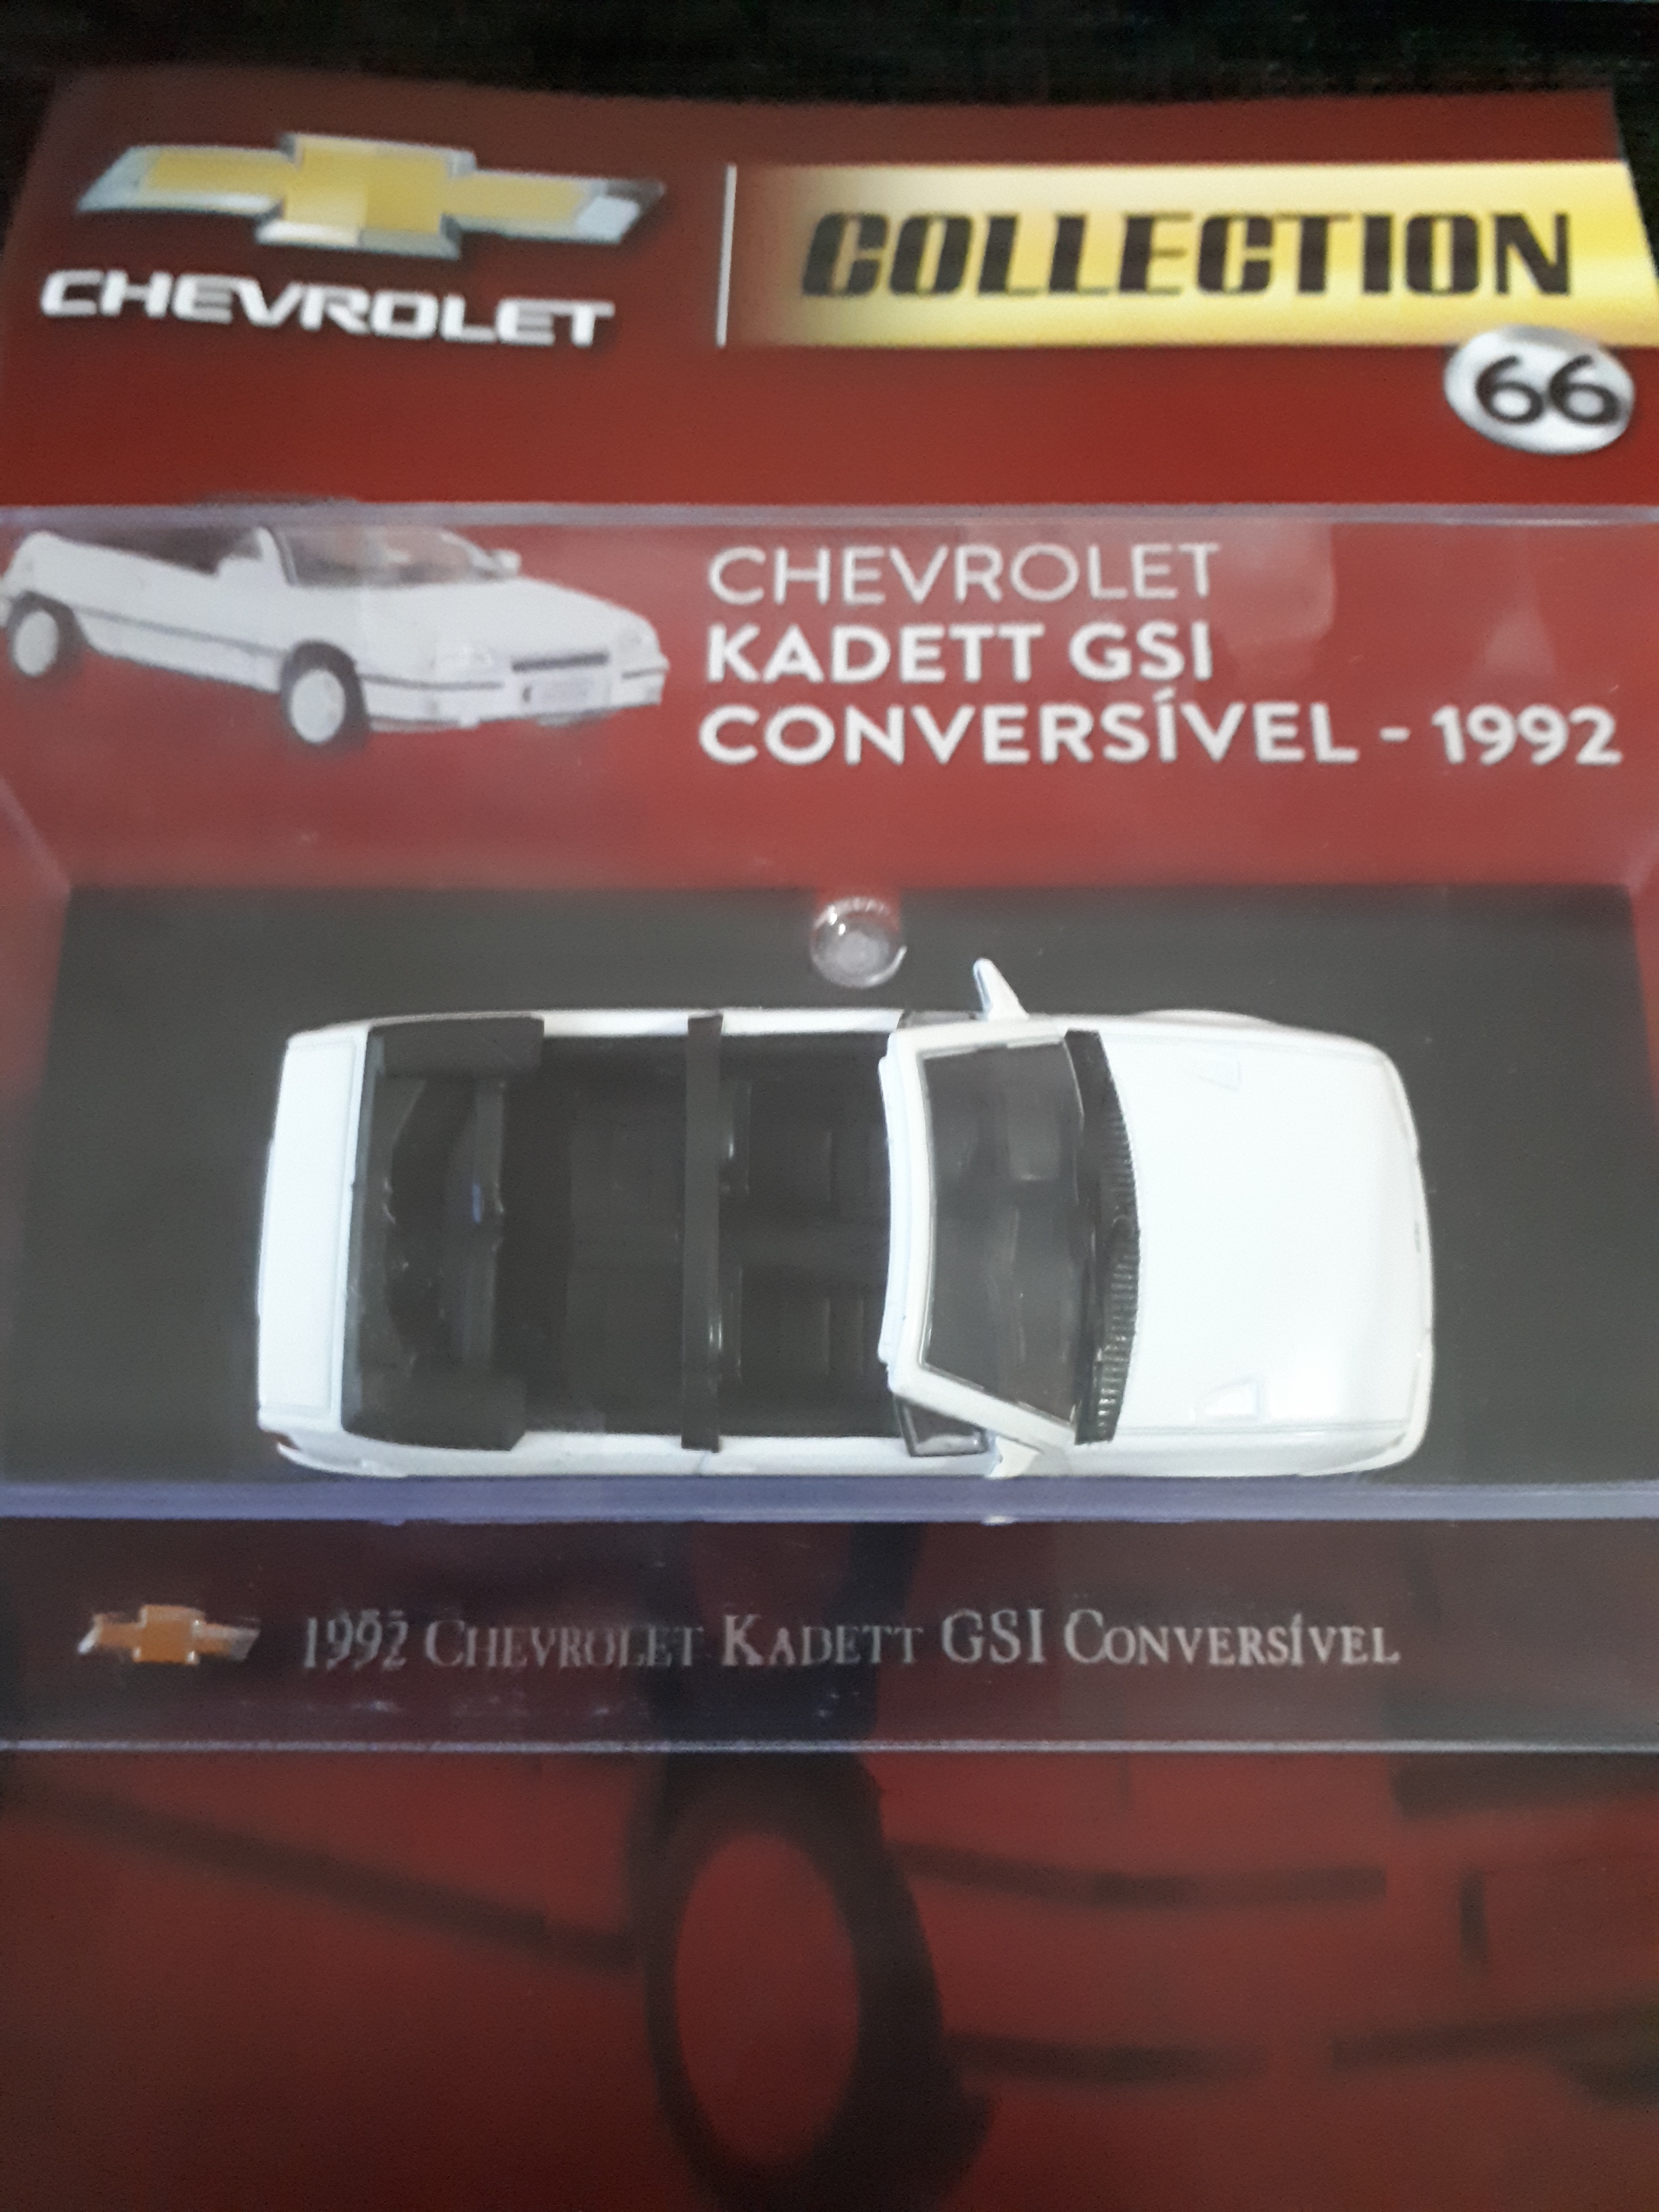 CHEVROLET
COLLECTION
66
CHEVROLET
KADETT GSI
CONVERSÍVEL - 1992
1992 CHEVROLET KADETT GSI CONVERSÍVEL